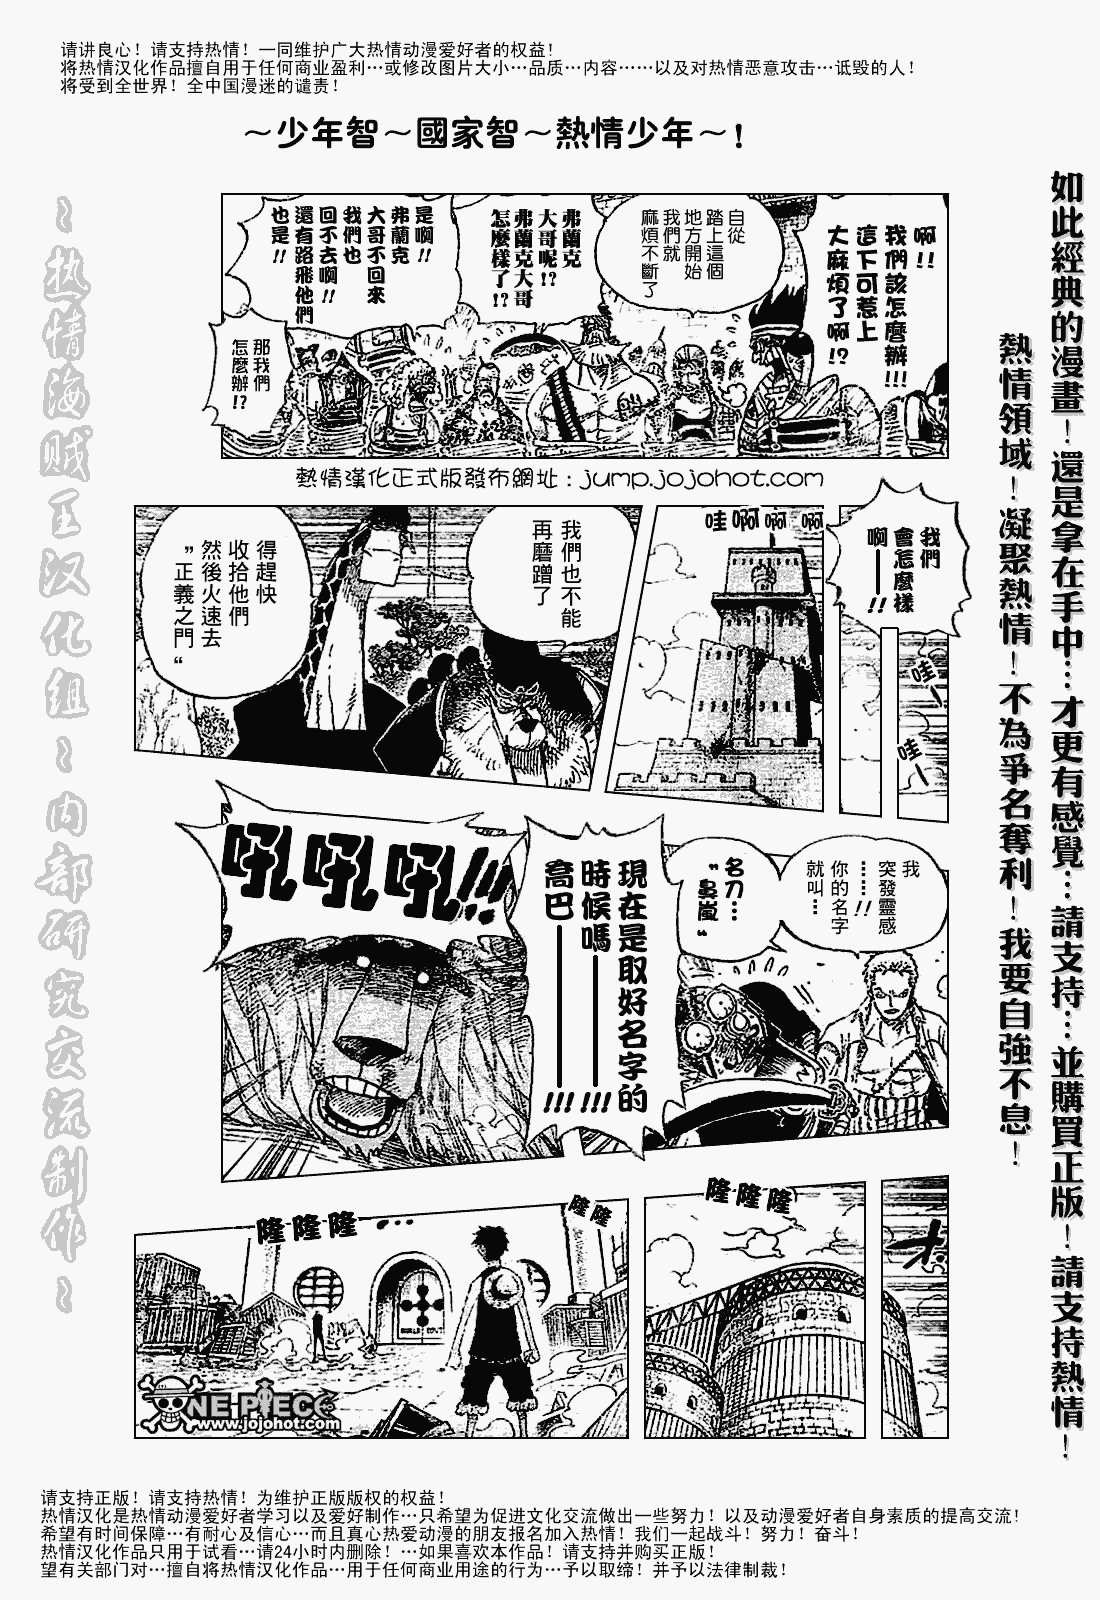 请讲良心！请支持热情！一同维护广大热情动漫爱好者的权益！
将热情汉化作品擅自用于任何商业盈利…或修改图片大小…品质…内容……以及对热情恶意攻击…诋毁的人！
将受到全世界！全中国漫迷的谴责！
～少年智～國家智～熱情少年～！
如此經典的漫畫！還是拿在手中…才更有感覺…請支持…並購買正版！請支持熱情！
熱情領域！凝聚熱情！不為爭名奪利！我要自強不息！
啊!!
我們該怎麼辦!!!
這下可惹上
大麻煩了啊!?
自從
踏上這個
地方開始
我們就
麻煩不斷了
弗蘭克
大哥呢!?
弗蘭克大哥
怎麼樣了!?
是啊!!
弗蘭克
大哥不回來
我們也
回不去啊!!
還有路飛他們
也是!!
那我們
怎麼辦!?
熱情漢化正式版發布網址：jump.jojohot.com
我們
會怎麼樣
啊——!!
哇啊啊啊
哇—
哇—
我們也不能
再磨蹭了
得趕快
收拾他們
然後火速去
"正義之門"
我
突發靈感
……!!
你的名字
就叫…
名刀…
"鼻嵐"
現在是取好名字的
時候嗎——!!!
喬巴——!!!
吼吼吼!!!
隆隆隆
隆隆
隆隆隆…
ONE PIECE
www.jojohot.com
～热情海贼王汉化组～内部研究交流制作～
请支持正版！请支持热情！为维护正版版权的权益！
热情汉化是热情动漫爱好者学习以及爱好制作…只希望为促进文化交流做出一些努力！以及动漫爱好者自身素质的提高交流！
希望有时间保障…有耐心及信心…而且真心热爱动漫的朋友报名加入热情！我们一起战斗！努力！奋斗！
热情汉化作品只用于试看…请24小时内删除！…如果喜欢本作品！请支持并购买正版！
望有关部门对…擅自将热情汉化作品…用于任何商业用途的行为…予以取缔！并予以法律制裁！